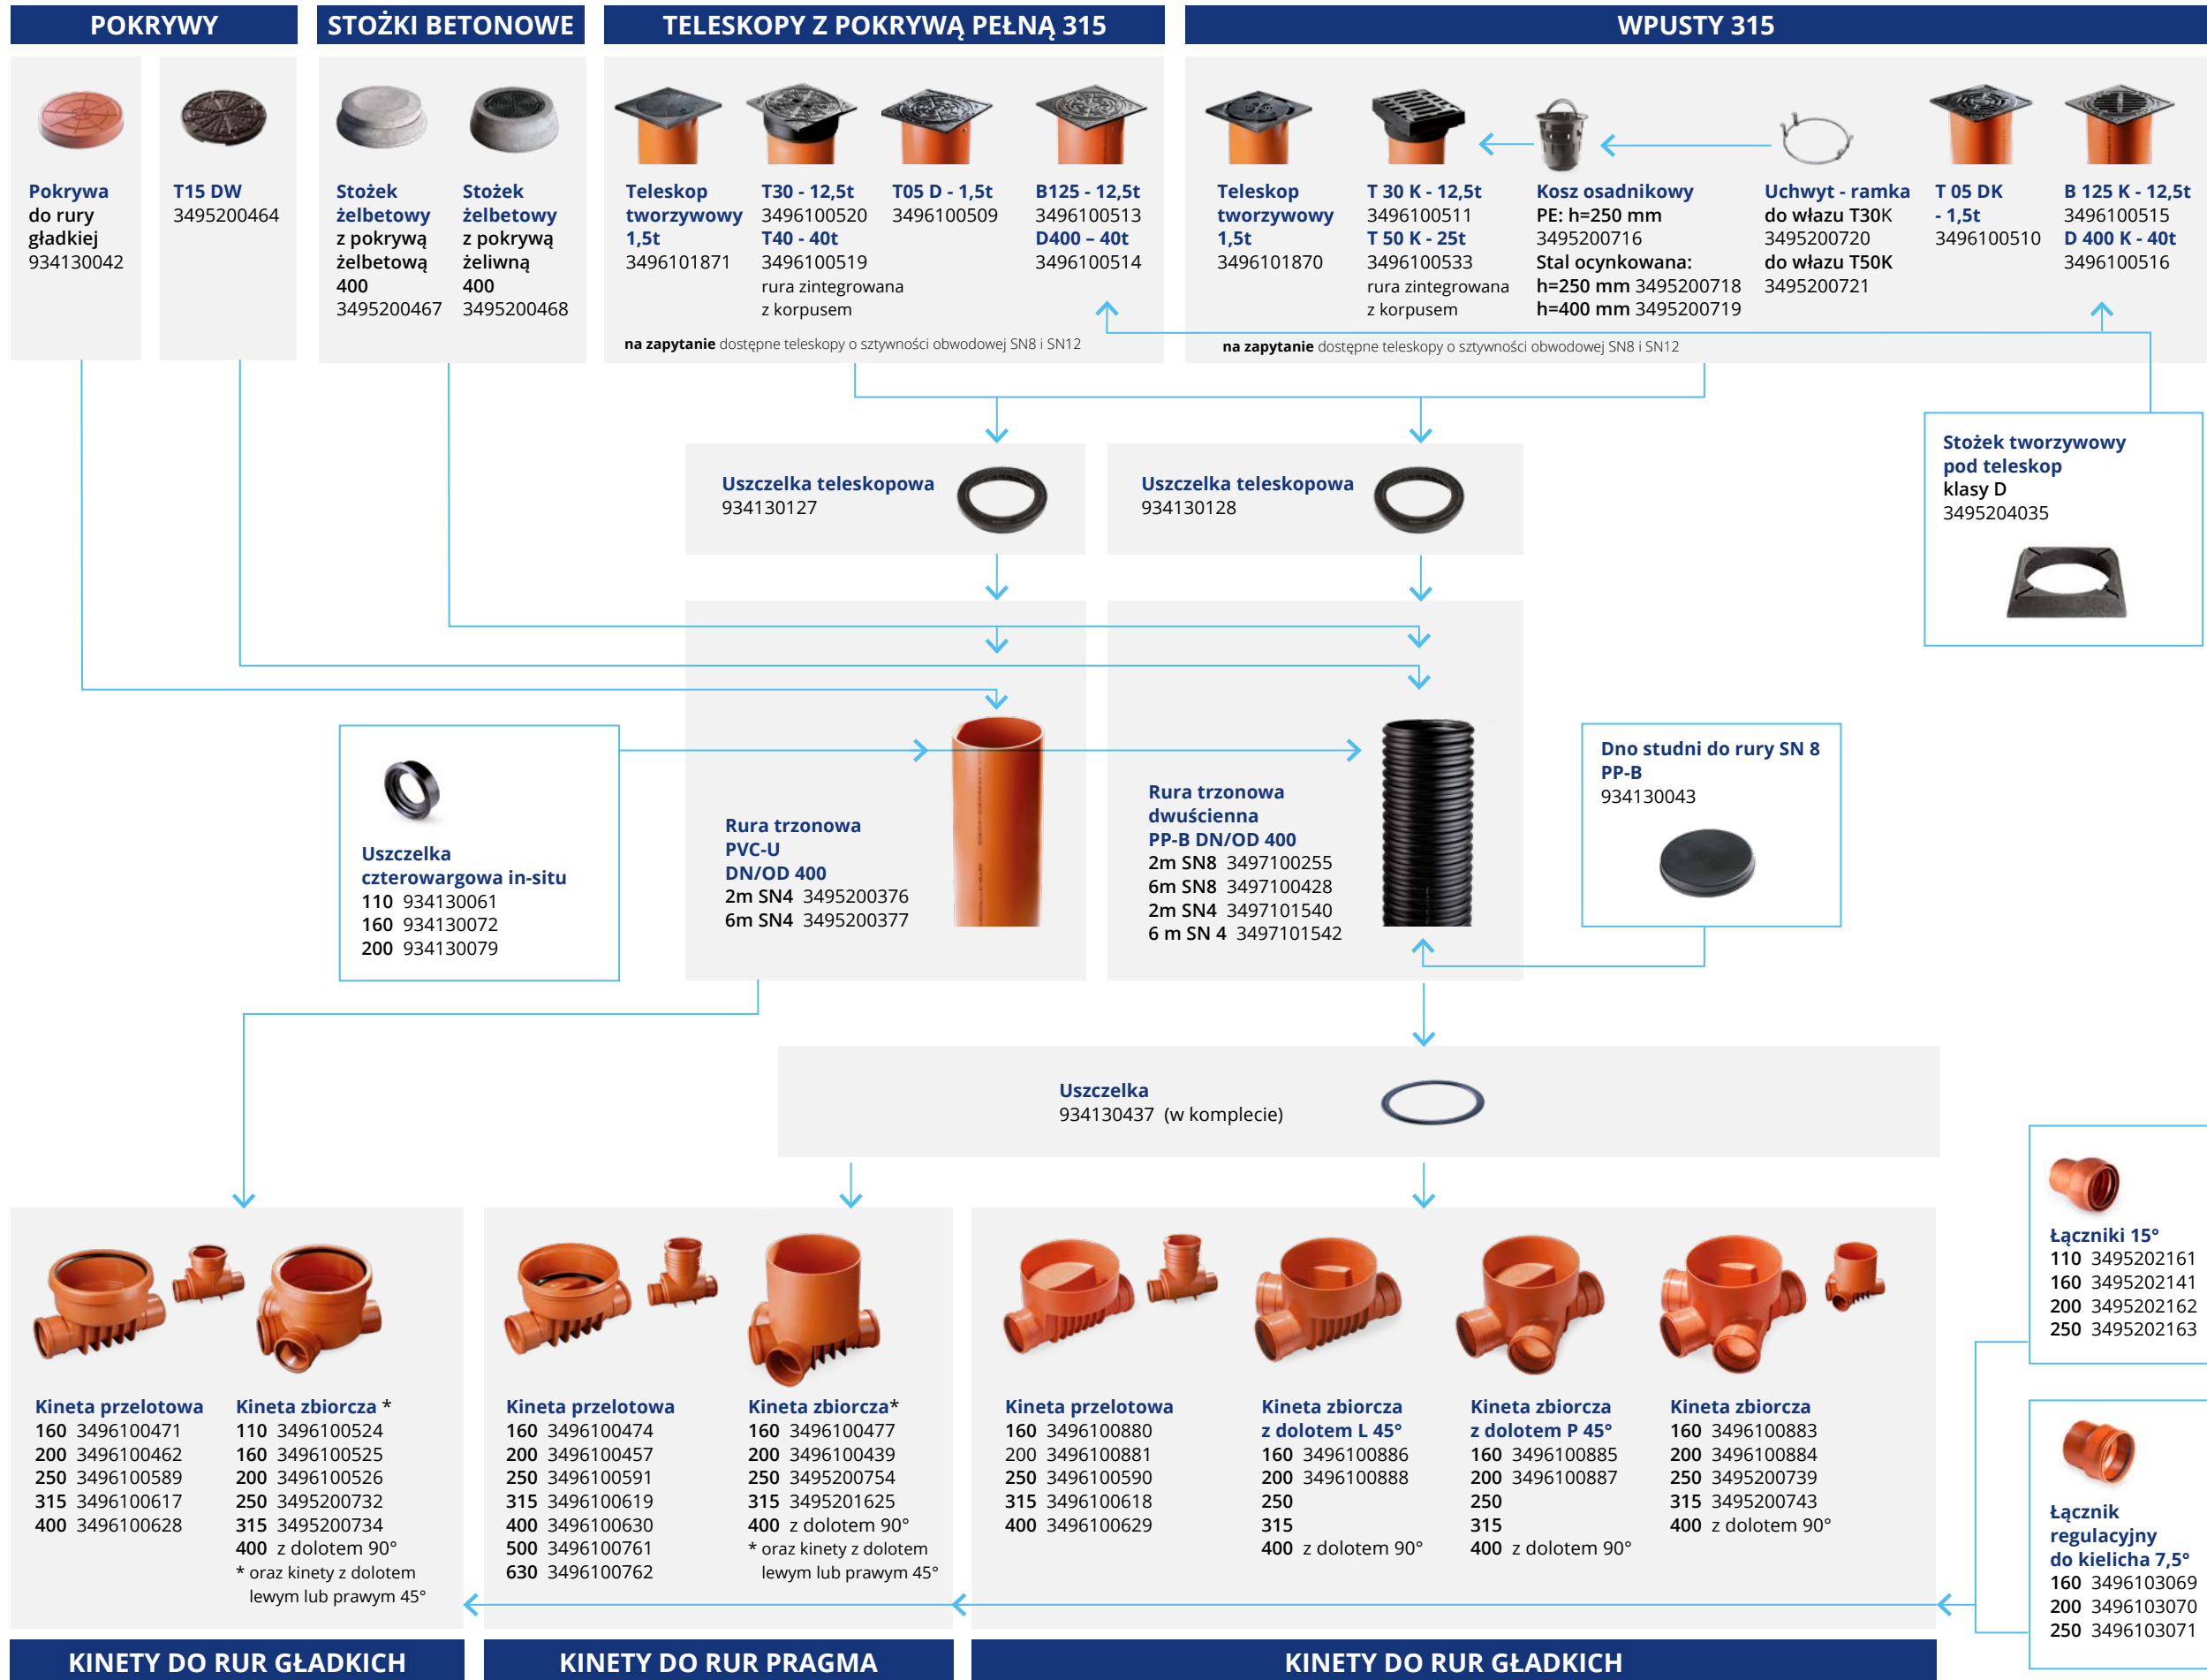 POKRYWY
STOŻKI BETONOWE
TELESKOPY Z POKRYWĄ PEŁNĄ 315
WPUSTY 315
Pokrywa
do rury
gładkiej
934130042
T15 DW
3495200464
Stożek
żelbetowy
z pokrywą
żelbetową
400
3495200467
Stożek
żelbetowy
z pokrywą
żeliwną
400
3495200468
Teleskop
tworzywowy
1,5t
3496101871
T30 - 12,5t
3496100520
T40 - 40t
3496100519
rura zintegrowana
z korpusem
T05 D - 1,5t
3496100509
B125 - 12,5t
3496100513
D400 – 40t
3496100514
na zapytanie dostępne teleskopy o sztywności obwodowej SN8 i SN12
Teleskop
tworzywowy
1,5t
3496101870
T 30 K - 12,5t
3496100511
T 50 K - 25t
3496100533
rura zintegrowana
z korpusem
Kosz osadnikowy
PE: h=250 mm
3495200716
Stal ocynkowana:
h=250 mm 3495200718
h=400 mm 3495200719
Uchwyt - ramka
do włazu T30K
3495200720
do włazu T50K
3495200721
T 05 DK
- 1,5t
3496100510
B 125 K - 12,5t
3496100515
D 400 K - 40t
3496100516
na zapytanie dostępne teleskopy o sztywności obwodowej SN8 i SN12
Uszczelka teleskopowa
934130127
Uszczelka teleskopowa
934130128
Stożek tworzywowy
pod teleskop
klasy D
3495204035
Uszczelka
czterowargowa in-situ
110 934130061
160 934130072
200 934130079
Rura trzonowa
PVC-U
DN/OD 400
2m SN4 3495200376
6m SN4 3495200377
Rura trzonowa
dwuścienna
PP-B DN/OD 400
2m SN8 3497100255
6m SN8 3497100428
2m SN4 3497101540
6 m SN 4 3497101542
Dno studni do rury SN 8
PP-B
934130043
Uszczelka
934130437 (w komplecie)
Kineta przelotowa
160 3496100471
200 3496100462
250 3496100589
315 3496100617
400 3496100628
Kineta zbiorcza *
110 3496100524
160 3496100525
200 3496100526
250 3495200732
315 3495200734
400 z dolotem 90°
* oraz kinety z dolotem
lewym lub prawym 45°
Kineta przelotowa
160 3496100474
200 3496100457
250 3496100591
315 3496100619
400 3496100630
500 3496100761
630 3496100762
Kineta zbiorcza*
160 3496100477
200 3496100439
250 3495200754
315 3495201625
400 z dolotem 90°
* oraz kinety z dolotem
lewym lub prawym 45°
Kineta przelotowa
160 3496100880
200 3496100881
250 3496100590
315 3496100618
400 3496100629
Kineta zbiorcza
z dolotem L 45°
160 3496100886
200 3496100888
250
315
400 z dolotem 90°
Kineta zbiorcza
z dolotem P 45°
160 3496100885
200 3496100887
250
315
400 z dolotem 90°
Kineta zbiorcza
160 3496100883
200 3496100884
250 3495200739
315 3495200743
400 z dolotem 90°
Łączniki 15°
110 3495202161
160 3495202141
200 3495202162
250 3495202163
Łącznik
regulacyjny
do kielicha 7,5°
160 3496103069
200 3496103070
250 3496103071
KINETY DO RUR GŁADKICH
KINETY DO RUR PRAGMA
KINETY DO RUR GŁADKICH